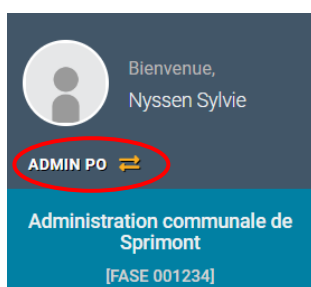 Bienvenue,
Nyssen Sylvie
ADMIN PO
Administration communale de
Sprimont
[FASE 001234]